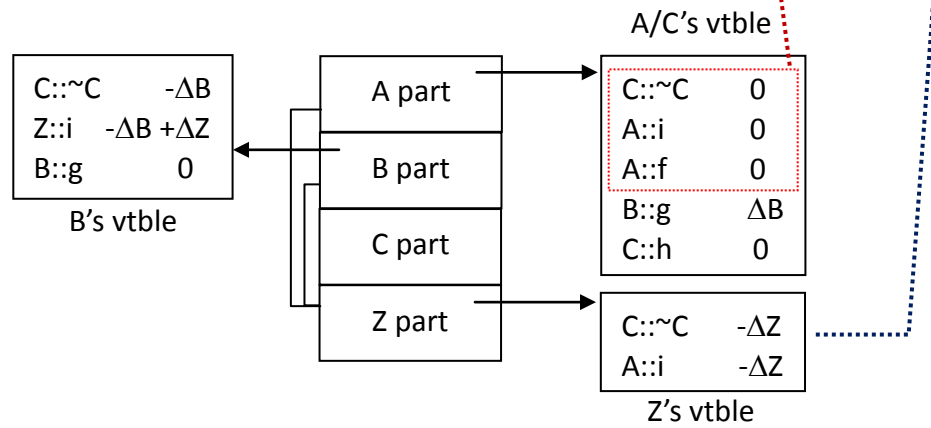 A/C’s vtble
C::~C -ΔB
Z::i -ΔB +ΔZ
B::g 0
B’s vtble
A part
B part
C part
Z part
C::~C 0
A::i 0
A::f 0
B::g ΔB
C::h 0
C::~C -ΔZ
A::i -ΔZ
Z’s vtble